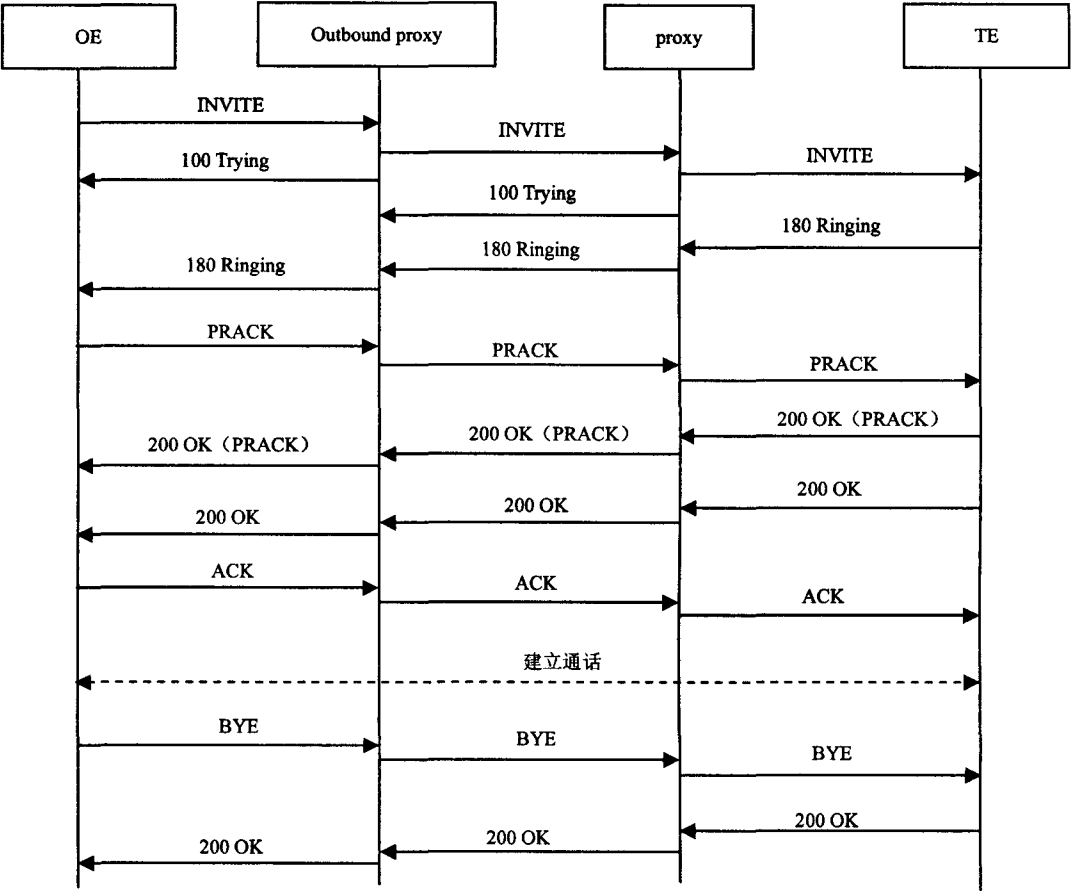 OE
Outbound proxy
proxy
TE
INVITE
INVITE
INVITE
100 Trying
100 Trying
180 Ringing
180 Ringing
180 Ringing
PRACK
PRACK
PRACK
200 OK（PRACK）
200 OK（PRACK）
200 OK（PRACK）
200 OK
200 OK
200 OK
ACK
ACK
ACK
建立通话
BYE
BYE
BYE
200 OK
200 OK
200 OK